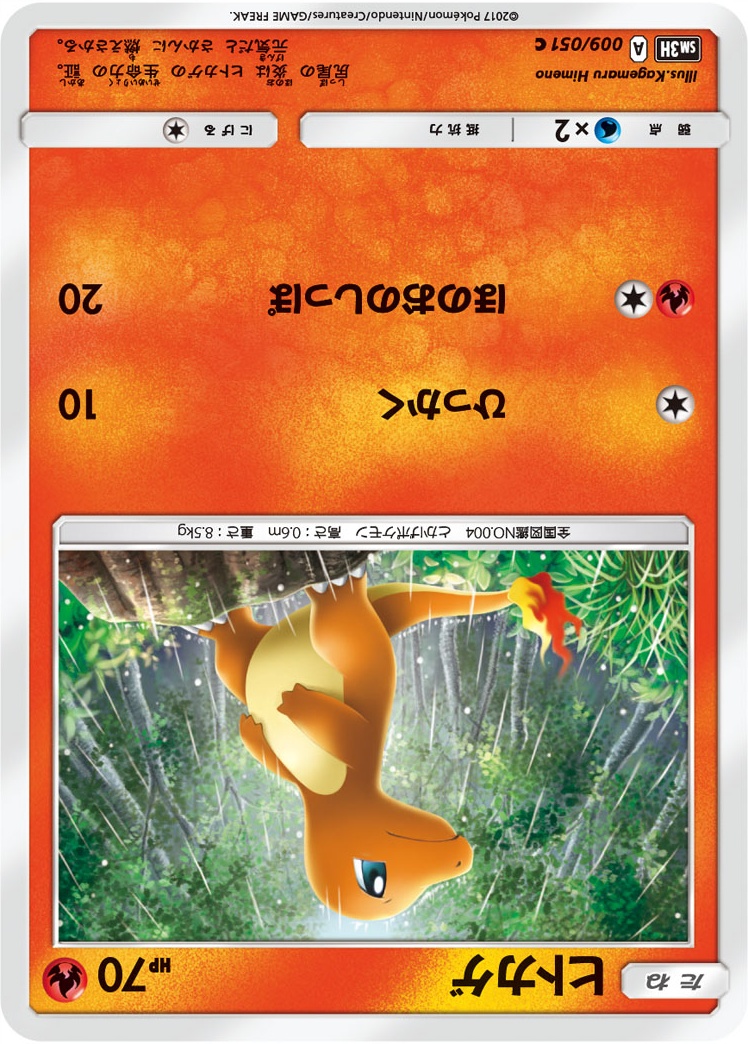 たね ヒトカゲ HP 70
全国図鑑NO.004 とかげポケモン 高さ:0.6m 重さ:8.5kg
ひっかく 10
ほのおのしっぽ 20
弱点 ×2 抵抗力 にげる
Illus.Kagemaru Himeno
SM3H A 009/051 C
尻尾の 炎は ヒトカゲの 生命力の 証。
元気だと さかんに 燃えさかる。
©2017 Pokémon/Nintendo/Creatures/GAME FREAK.